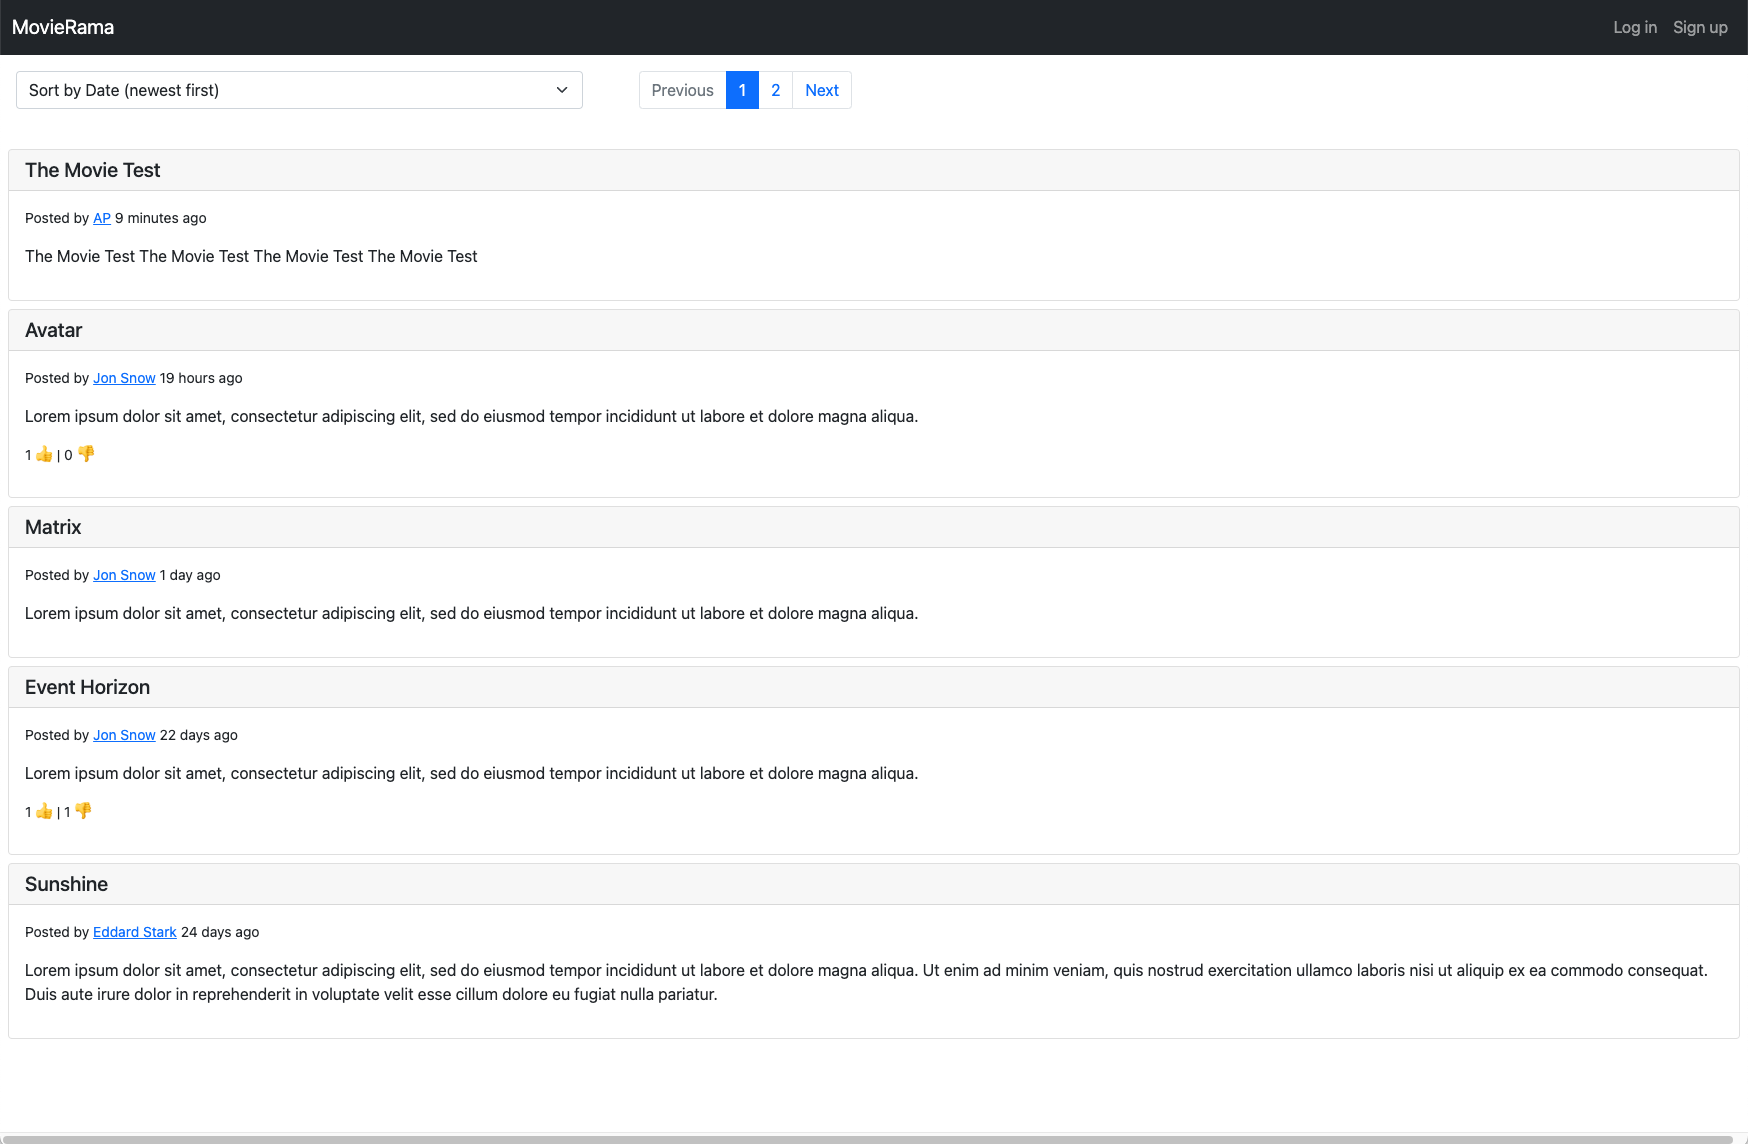 MovieRama
Log in Sign up
Sort by Date (newest first)
Previous 1 2 Next
The Movie Test
Posted by AP 9 minutes ago
The Movie Test The Movie Test The Movie Test The Movie Test
Avatar
Posted by Jon Snow 19 hours ago
Lorem ipsum dolor sit amet, consectetur adipiscing elit, sed do eiusmod tempor incididunt ut labore et dolore magna aliqua.
1 👍 | 0 👎
Matrix
Posted by Jon Snow 1 day ago
Lorem ipsum dolor sit amet, consectetur adipiscing elit, sed do eiusmod tempor incididunt ut labore et dolore magna aliqua.
Event Horizon
Posted by Jon Snow 22 days ago
Lorem ipsum dolor sit amet, consectetur adipiscing elit, sed do eiusmod tempor incididunt ut labore et dolore magna aliqua.
1 👍 | 1 👎
Sunshine
Posted by Eddard Stark 24 days ago
Lorem ipsum dolor sit amet, consectetur adipiscing elit, sed do eiusmod tempor incididunt ut labore et dolore magna aliqua. Ut enim ad minim veniam, quis nostrud exercitation ullamco laboris nisi ut aliquip ex ea commodo consequat.
Duis aute irure dolor in reprehenderit in voluptate velit esse cillum dolore eu fugiat nulla pariatur.